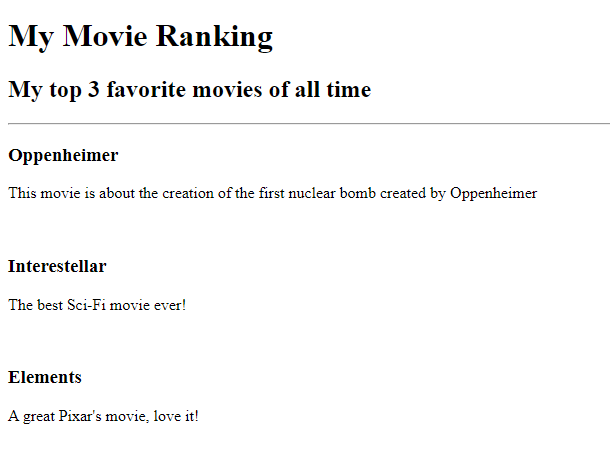 My Movie Ranking
My top 3 favorite movies of all time
Oppenheimer
This movie is about the creation of the first nuclear bomb created by Oppenheimer
Interestellar
The best Sci-Fi movie ever!
Elements
A great Pixar's movie, love it!